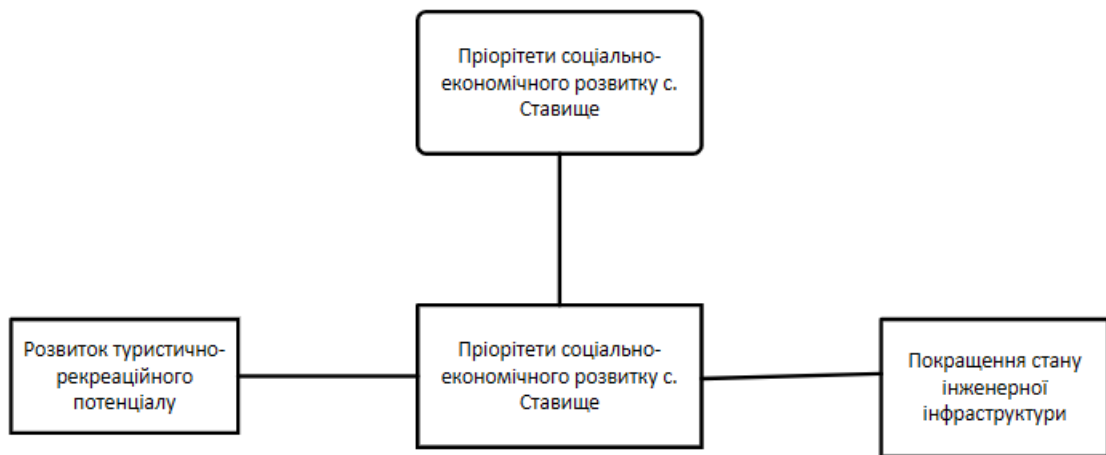 Пріорітети соціально-
економічного розвитку с.
Ставище
Розвиток туристично-
рекреаційного
потенціалу
Пріорітети соціально-
економічного розвитку с.
Ставище
Покращення стану
інженерної
інфраструктури